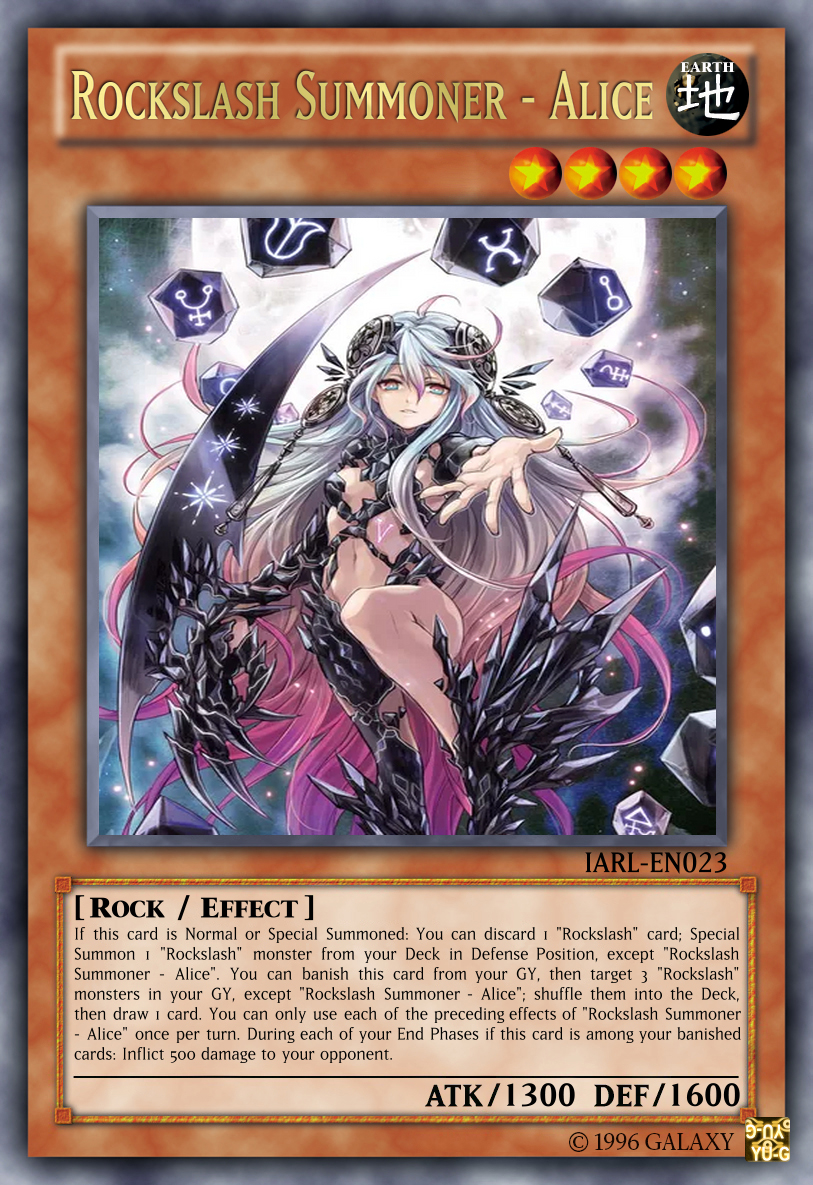 Rockslash Summoner - Alice
EARTH
地
IARL-EN023
[ Rock / Effect ]
If this card is Normal or Special Summoned: You can discard 1 "Rockslash" card; Special
Summon 1 "Rockslash" monster from your Deck in Defense Position, except "Rockslash
Summoner - Alice". You can banish this card from your GY, then target 3 "Rockslash"
monsters in your GY, except "Rockslash Summoner - Alice"; shuffle them into the Deck,
then draw 1 card. You can only use each of the preceding effects of "Rockslash Summoner
- Alice" once per turn. During each of your End Phases if this card is among your banished
cards: Inflict 500 damage to your opponent.
ATK/1300 DEF/1600
© 1996 GALAXY